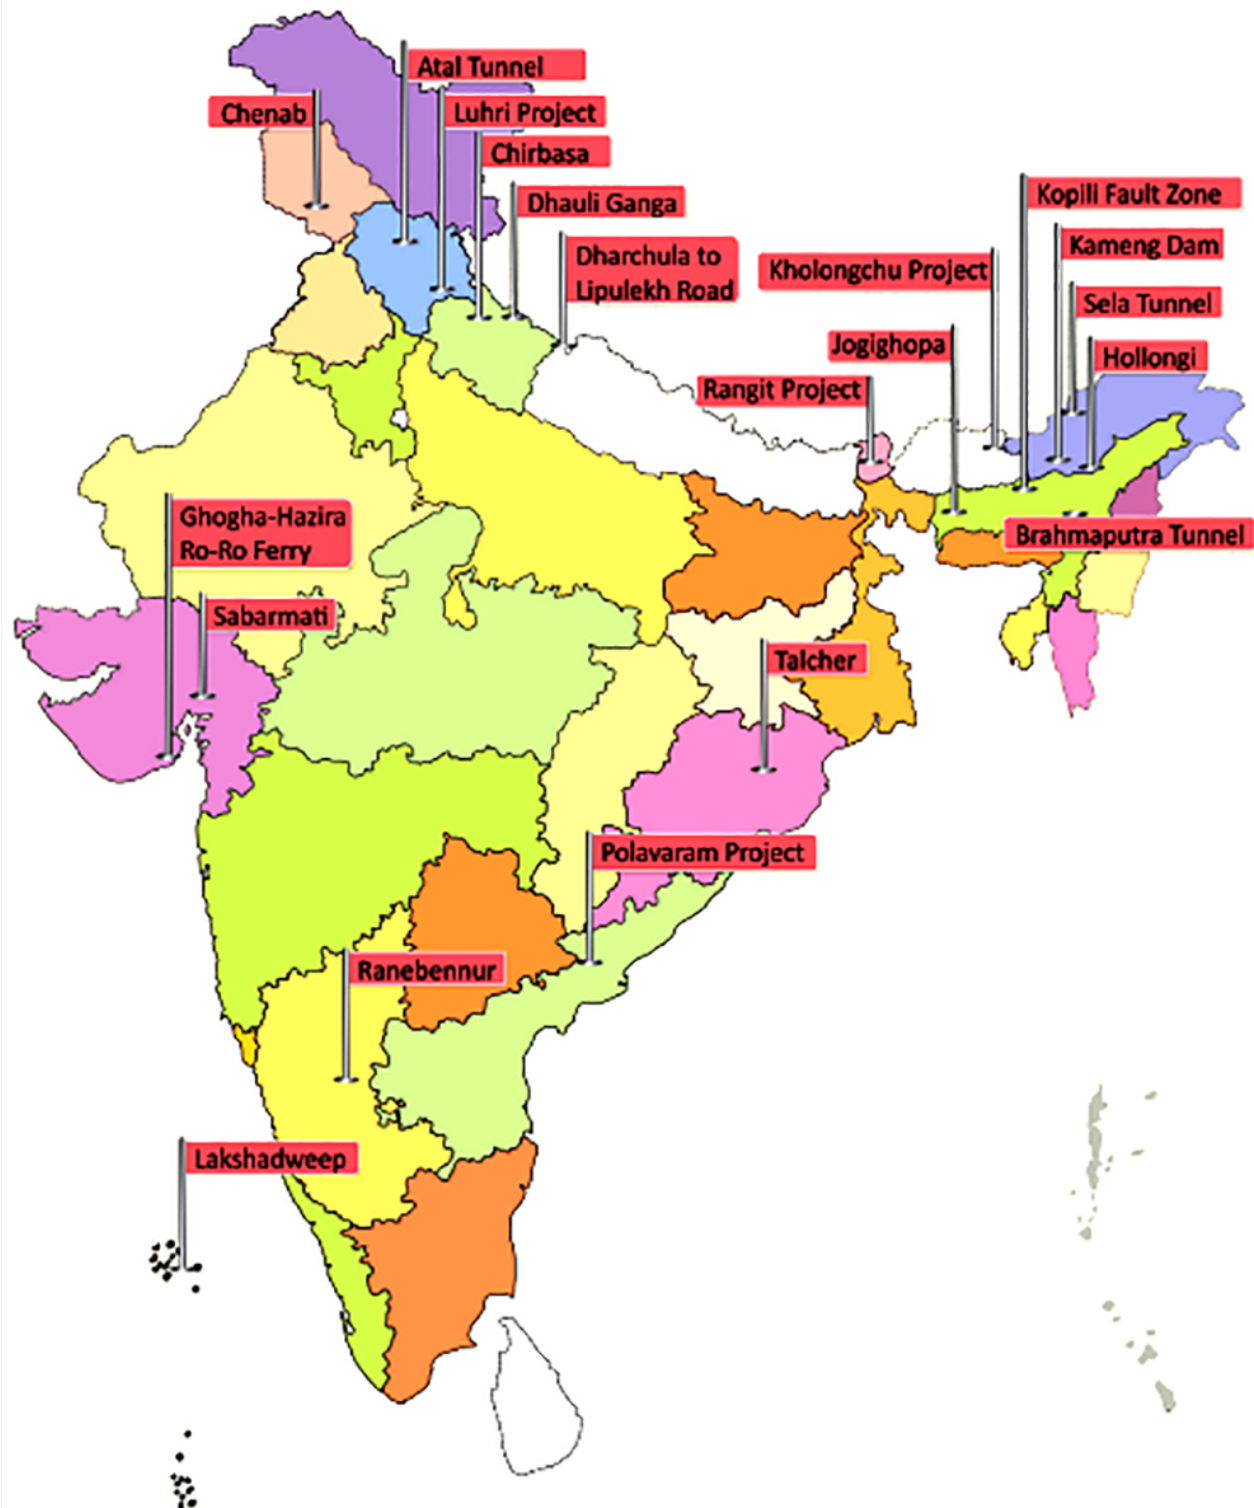 Atal Tunnel
Chenab
Luhri Project
Chirbasa
Dhauli Ganga
Dharchula to
Lipulekh Road
Kopili Fault Zone
Kameng Dam
Kholongchu Project
Sela Tunnel
Jogighopa
Hollongi
Rangit Project
Ghogha-Hazira
Ro-Ro Ferry
Brahmaputra Tunnel
Sabarmati
Talcher
Polavaram Project
Ranebennur
Lakshadweep